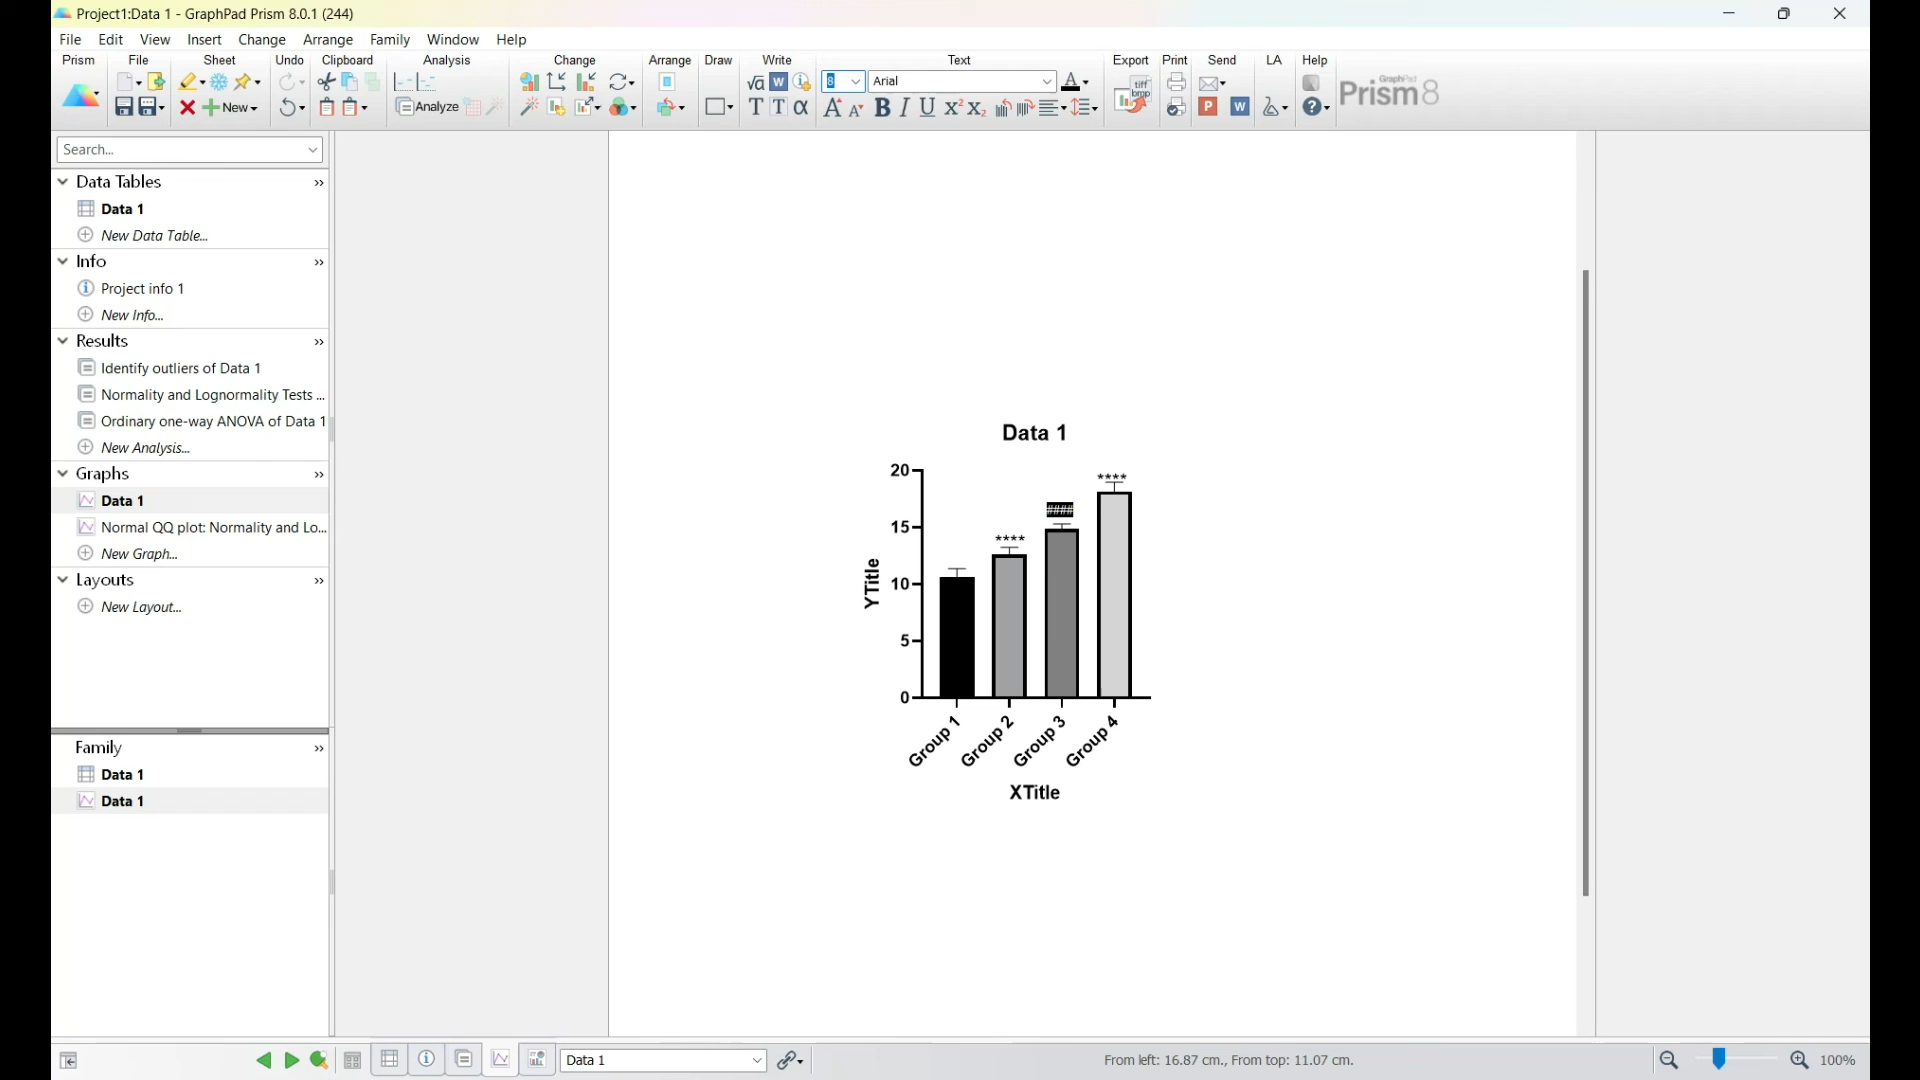 Project1:Data 1 - GraphPad Prism 8.0.1 (244)
File Edit View Insert Change Arrange Family Window Help
Prism File Sheet Undo Clipboard Analysis Change Arrange Draw Write Text Export Print Send LA Help
8 Arial
New Analyze
GraphPad
Prism 8
Search...
Data Tables
Data 1
New Data Table...
Info
Project info 1
New Info...
Results
Identify outliers of Data 1
Normality and Lognormality Tests ...
Ordinary one-way ANOVA of Data 1
New Analysis...
Graphs
Data 1
Normal QQ plot: Normality and Lo...
New Graph...
Layouts
New Layout...
Family
Data 1
Data 1
Data 1
20
15
10
5
0
YTitle
****
####
****
Group 1
Group 2
Group 3
Group 4
XTitle
Data 1
From left: 16.87 cm., From top: 11.07 cm.
100%